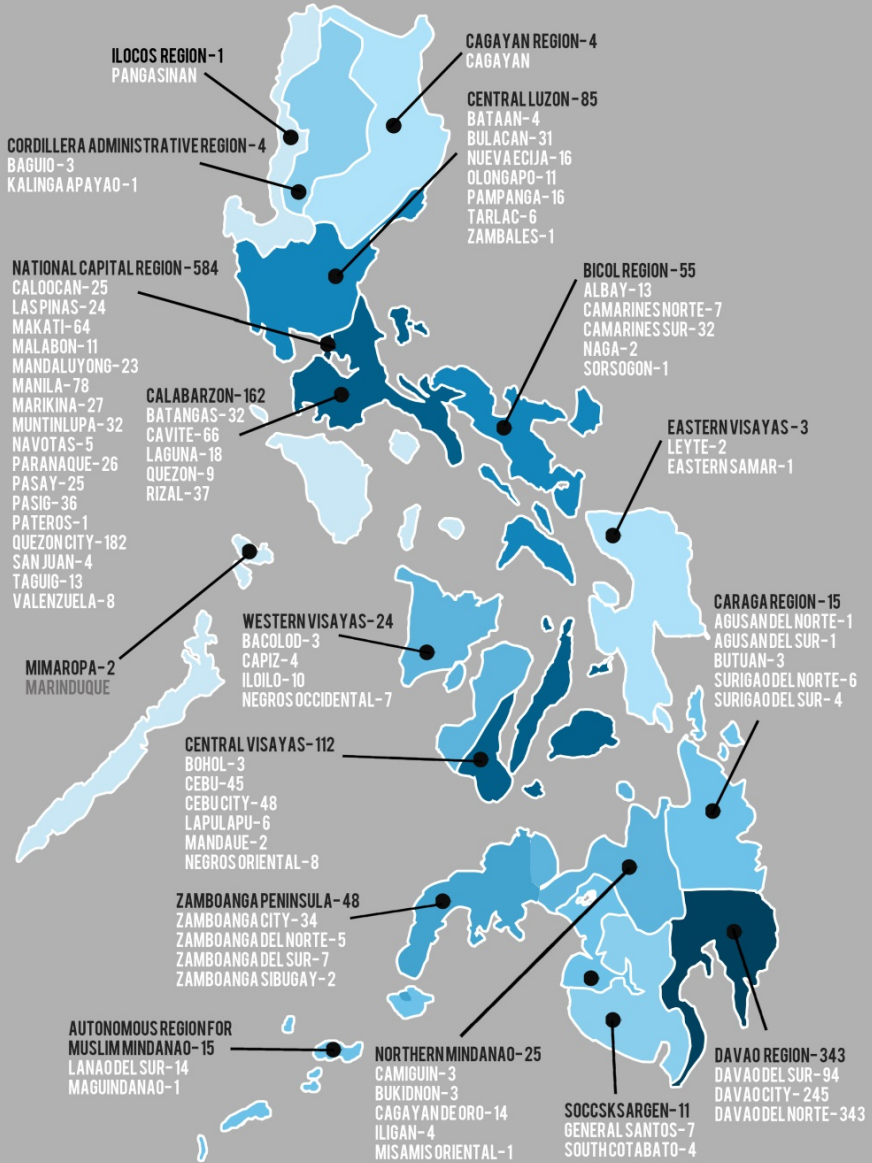 ILOCOS REGION-1
PANGASINAN
CAGAYAN REGION-4
CAGAYAN
CORDILLERA ADMINISTRATIVE REGION-4
BAGUIO-3
KALINGA APAYAO-1
CENTRAL LUZON-85
BATAAN-4
BULACAN-31
NUEVA ECIJA-16
OLONGAPO-11
PAMPANGA-16
TARLAC-6
ZAMBALES-1
NATIONAL CAPITAL REGION-584
CALOOCAN-25
LAS PINAS-24
MAKATI-64
MALABON-11
MANDALUYONG-23
MANILA-78
MARIKINA-27
MUNTINLUPA-32
NAVOTAS-5
PARANAQUE-26
PASAY-25
PASIG-36
PATEROS-1
QUEZON CITY-182
SAN JUAN-4
TAGUIG-13
VALENZUELA-8
CALABARZON-162
BATANGAS-32
CAVITE-66
LAGUNA-18
QUEZON-9
RIZAL-37
BICOL REGION-55
ALBAY-13
CAMARINES NORTE-7
CAMARINES SUR-32
NAGA-2
SORSOGON-1
EASTERN VISAYAS-3
LEYTE-2
EASTERN SAMAR-1
MIMAROPA-2
MARINDUQUE
WESTERN VISAYAS-24
BACOLOD-3
CAPIZ-4
ILOILO-10
NEGROS OCCIDENTAL-7
CARAGA REGION-15
AGUSAN DEL NORTE-1
AGUSAN DEL SUR-1
BUTUAN-3
SURIGAO DEL NORTE-6
SURIGAO DEL SUR-4
CENTRAL VISAYAS-112
BOHOL-3
CEBU-45
CEBU CITY-48
LAPULAPU-6
MANDAUE-2
NEGROS ORIENTAL-8
ZAMBOANGA PENINSULA-48
ZAMBOANGA CITY-34
ZAMBOANGA DEL NORTE-5
ZAMBOANGA DEL SUR-7
ZAMBOANGA SIBUGAY-2
AUTONOMOUS REGION FOR
MUSLIM MINDANAO-15
LANAO DEL SUR-14
MAGUINDANAO-1
NORTHERN MINDANAO-25
CAMIGUIN-3
BUKIDNON-3
CAGAYAN DE ORO-14
ILIGAN-4
MISAMIS ORIENTAL-1
SOCCSKSARGEN-11
GENERAL SANTOS-7
SOUTH COTABATO-4
DAVAO REGION-343
DAVAO DEL SUR-94
DAVAO CITY-245
DAVAO DEL NORTE-343